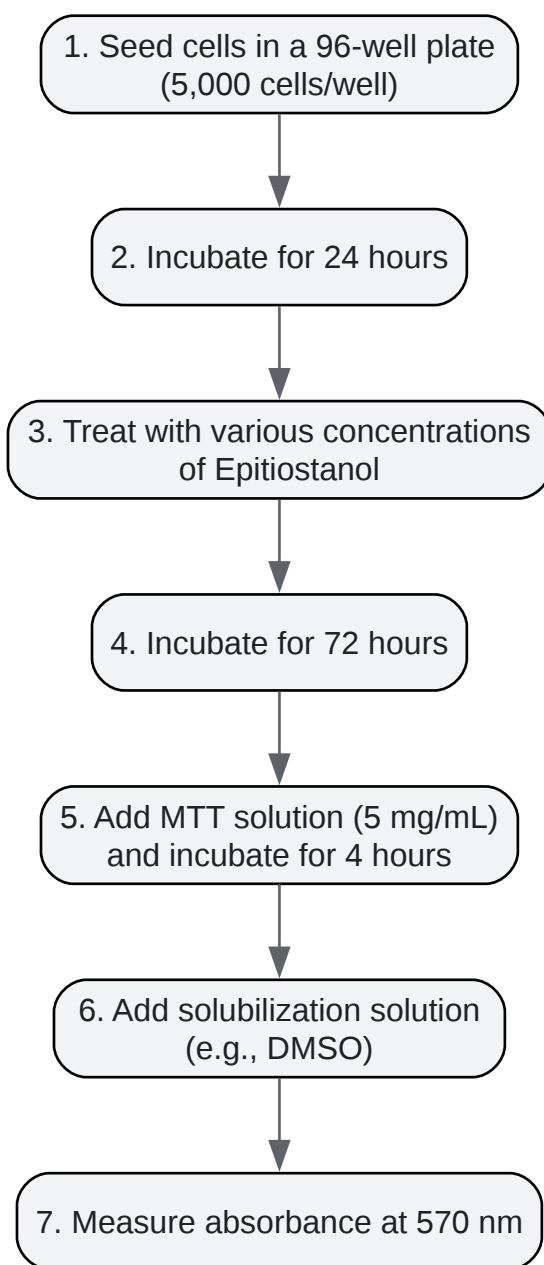 1. Seed cells in a 96-well plate
(5,000 cells/well)
2. Incubate for 24 hours
3. Treat with various concentrations
of Epitiostanol
4. Incubate for 72 hours
5. Add MTT solution (5 mg/mL)
and incubate for 4 hours
6. Add solubilization solution
(e.g., DMSO)
7. Measure absorbance at 570 nm